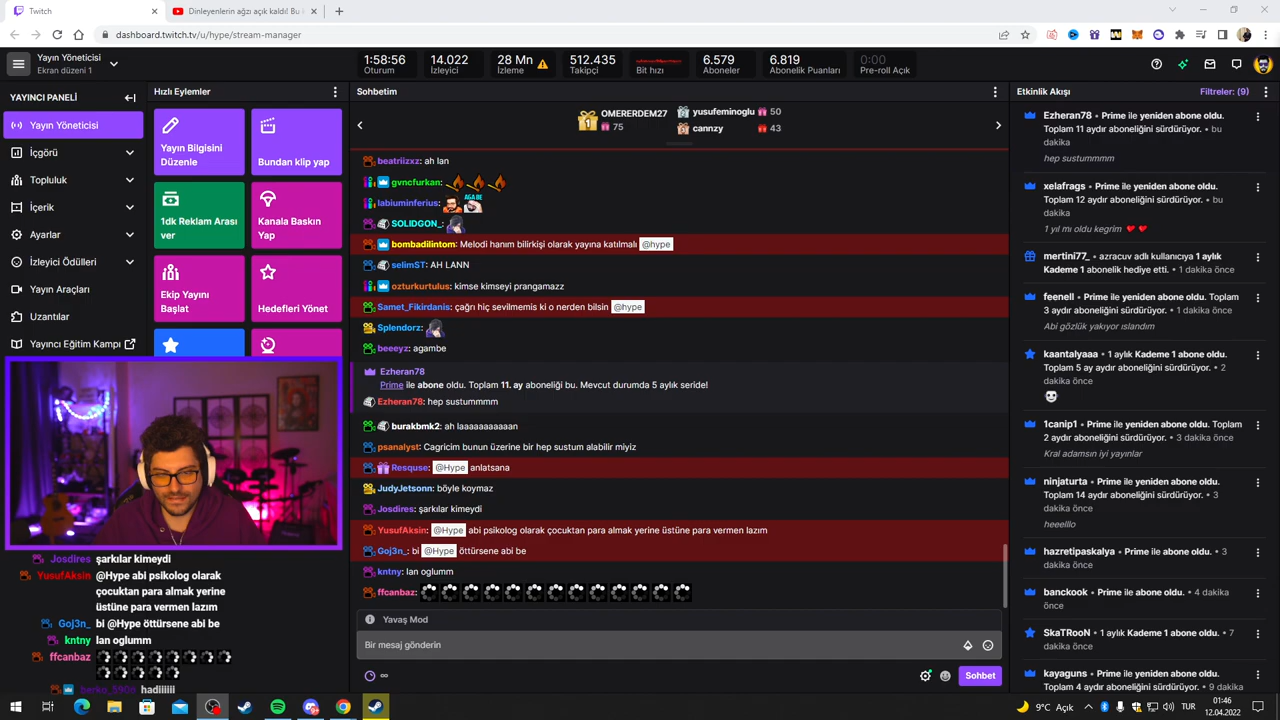 Twitch
Dinleyenlerin ağzı açık kaldı! Bu k
dashboard.twitch.tv/u/hype/stream-manager
Yayın Yöneticisi
Ekran düzeni 1
1:58:56
Oturum
14.022
İzleyici
28 Mn
İzleme
512.435
Takipçi
Bit hızı
6.579
Aboneler
6.819
Abonelik Puanları
0:00
Pre-roll Açık
YAYINCI PANELİ
Yayın Yöneticisi
İçgörü
Topluluk
İçerik
Ayarlar
İzleyici Ödülleri
Yayın Araçları
Uzantılar
Yayıncı Eğitim Kampı
Hızlı Eylemler
Yayın Bilgisini
Düzenle
Bundan klip yap
1dk Reklam Arası
ver
Kanala Baskın
Yap
Ekip Yayını
Başlat
Hedefleri Yönet
Sohbetim
1
OMERERDEM27
75
2 yusufeminoglu 50
3 cannzy 43
beatriizxz: ah lan
gvncfurkan:
labiuminferius: AGA BE
SOLIDGON_:
bombadilintom: Melodi hanım bilirkişi olarak yayına katılmalı @hype
selimST: AH LANN
ozturkurtulus: kimse kimseyi prangamazz
Samet_Fikirdanis: çağrı hiç sevilmemis ki o nerden bilsin @hype
Splendorz:
beeeyz: agambe
Ezheran78
Prime ile abone oldu. Toplam 11. ay aboneliği bu. Mevcut durumda 5 aylık seride!
Ezheran78: hep sustummmm
burakbmk2: ah laaaaaaaaaaan
psanaiyst: Cagricim bunun üzerine bir hep sustum alabilir miyiz
Resquse: @Hype anlatsana
JudyJetsonn: böyle koymaz
Josdires: şarkılar kimeydi
YusufAksin: @Hype abi psikolog olarak çocuktan para almak yerine üstüne para vermen lazım
Goj3n_: bi @Hype öttürsene abi be
kntny: lan oglumm
ffcanbaz:
Yavaş Mod
Bir mesaj gönderin
∞
Sohbet
Etkinlik Akışı
Filtreler: (9)
Ezheran78 • Prime ile yeniden abone oldu.
Toplam 11 aydır aboneliğini sürdürüyor. • bu
dakika
hep sustummmm
xelafrags • Prime ile yeniden abone oldu.
Toplam 12 aydır aboneliğini sürdürüyor. • bu
dakika
1 yıl mı oldu kegrim
mertini77_ • azracuv adlı kullanıcıya 1 aylık
Kademe 1 abonelik hediye etti. • 1 dakika önce
feenell • Prime ile yeniden abone oldu. Toplam
3 aydır aboneliğini sürdürüyor. • 1 dakika önce
Abi gözlük yakıyor ıslandım
kaantalyaaa • 1 aylık Kademe 1 abone oldu.
Toplam 5 ay aydır aboneliğini sürdürüyor. • 2
dakika önce
1canip1 • Prime ile yeniden abone oldu. Toplam
2 aydır aboneliğini sürdürüyor. • 3 dakika önce
Kral adamsın iyi yayınlar
ninjaturta • Prime ile yeniden abone oldu.
Toplam 14 aydır aboneliğini sürdürüyor. • 3
dakika önce
heeelllo
hazretipaskalya • Prime ile abone oldu. • 3
dakika önce
banckook • Prime ile abone oldu. • 4 dakika
önce
SkaTRooN • 1 aylık Kademe 1 abone oldu. • 7
dakika önce
kayaguns • Prime ile yeniden abone oldu.
Toplam 4 aydır aboneliğini sürdürüyor. • 9 dakika
Josdires şarkılar kimeydi
YusufAksin @Hype abi psikolog olarak
çocuktan para almak yerine
üstüne para vermen lazım
Goj3n_ bi @Hype öttürsene abi be
kntny lan oglumm
ffcanbaz
berko_590n hadiiiiii
9°C Açık
TUR
01:46
12.04.2022